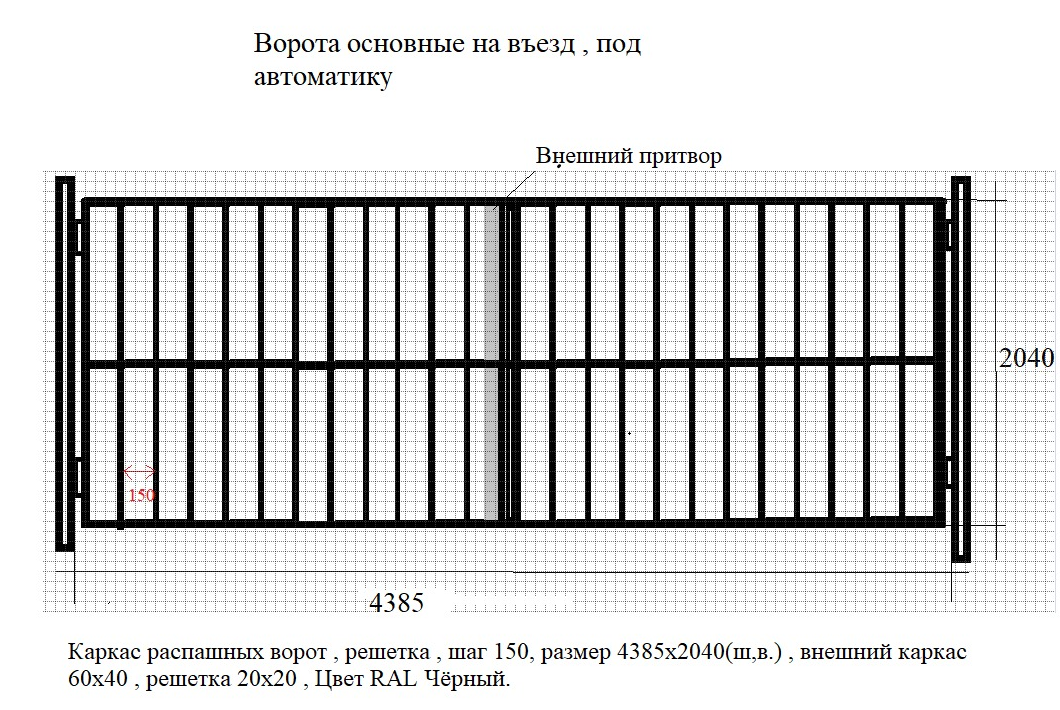 Ворота основные на въезд , под
автоматику
Внешний притвор
2040
150
4385
Каркас распашных ворот , решетка , шаг 150, размер 4385х2040(ш,в.) , внешний каркас
60х40 , решетка 20х20 , Цвет RAL Чёрный.